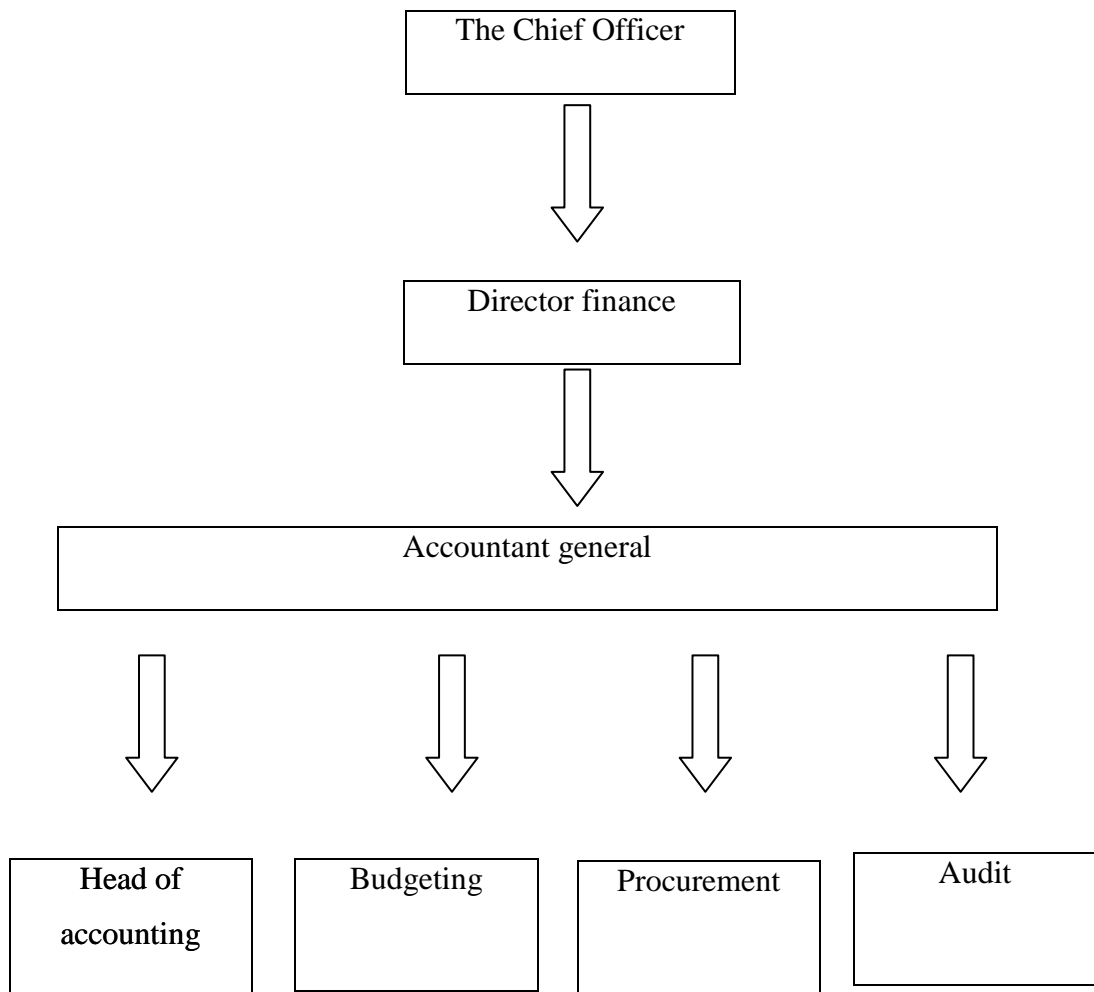 The Chief Officer
Director finance
Accountant general
Head of
accounting
Budgeting
Procurement
Audit